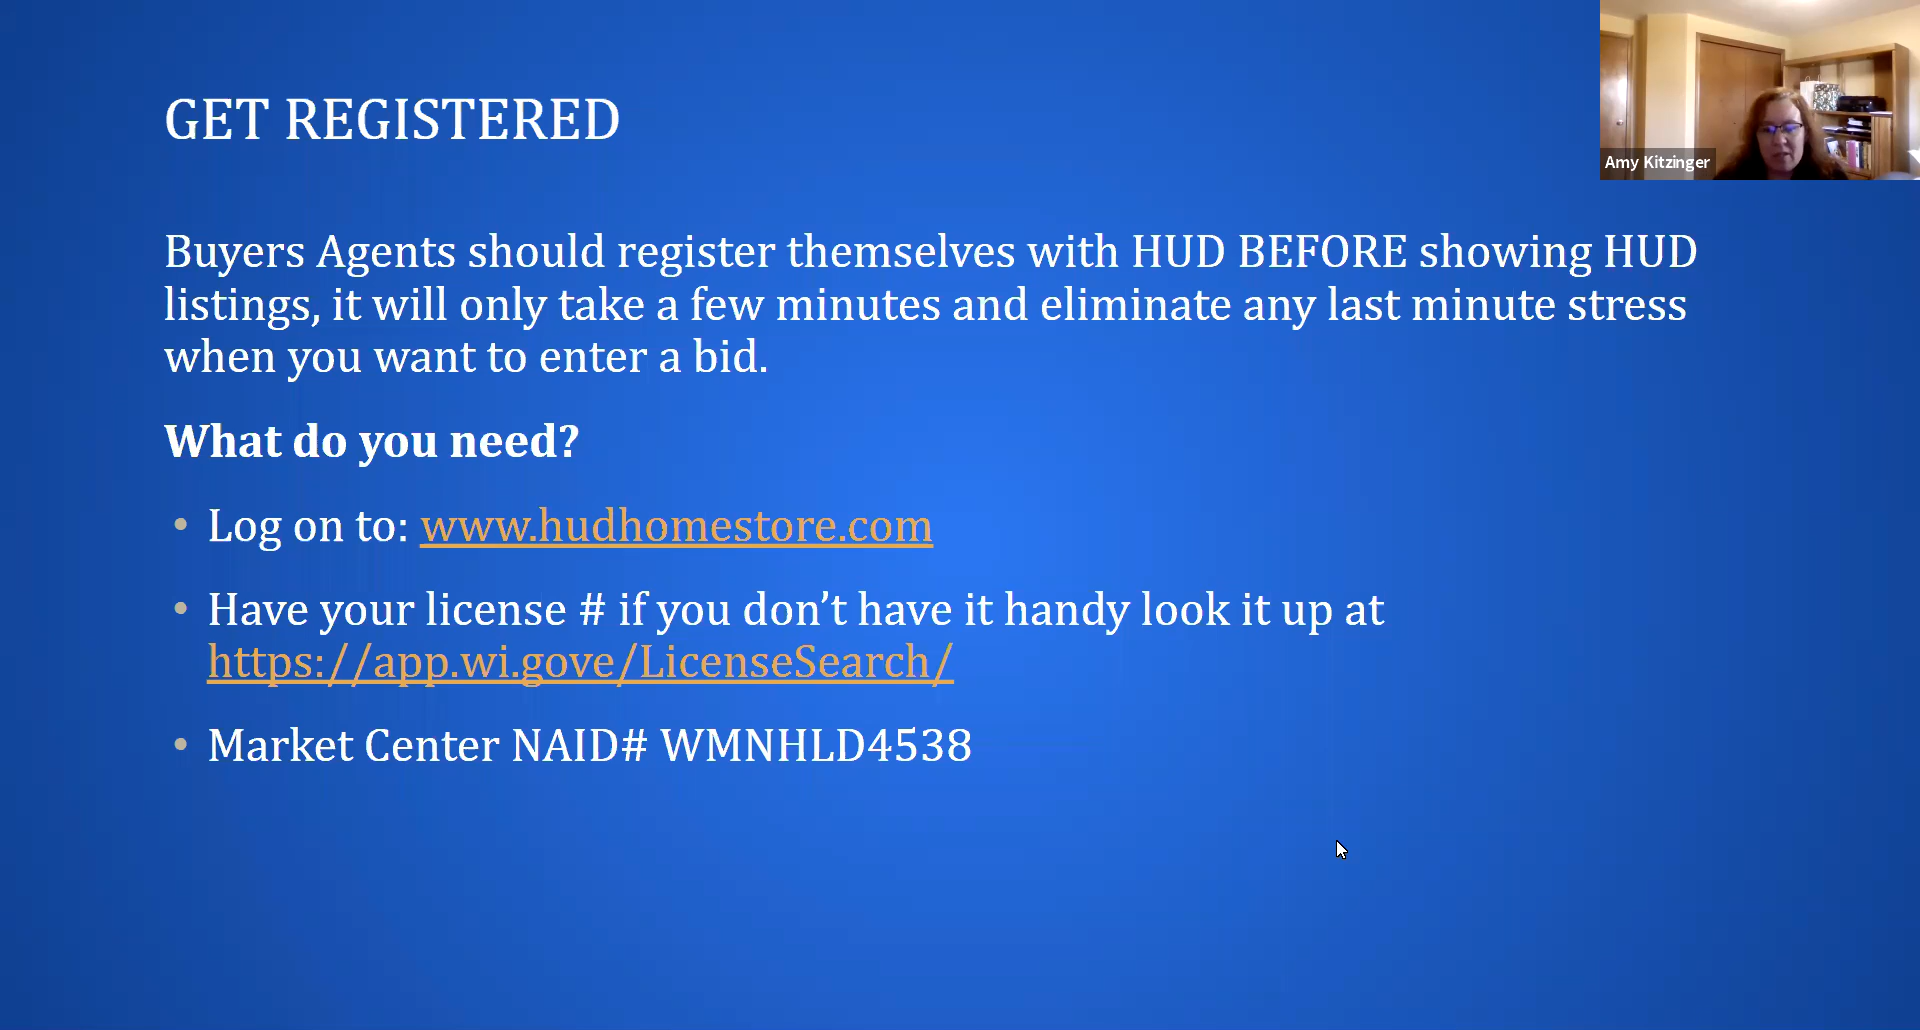 GET REGISTERED
Amy Kitzinger
Buyers Agents should register themselves with HUD BEFORE showing HUD
listings, it will only take a few minutes and eliminate any last minute stress
when you want to enter a bid.
What do you need?
• Log on to: www.hudhomestore.com
• Have your license # if you don’t have it handy look it up at
https://app.wi.gove/LicenseSearch/
• Market Center NAID# WMNHLD4538